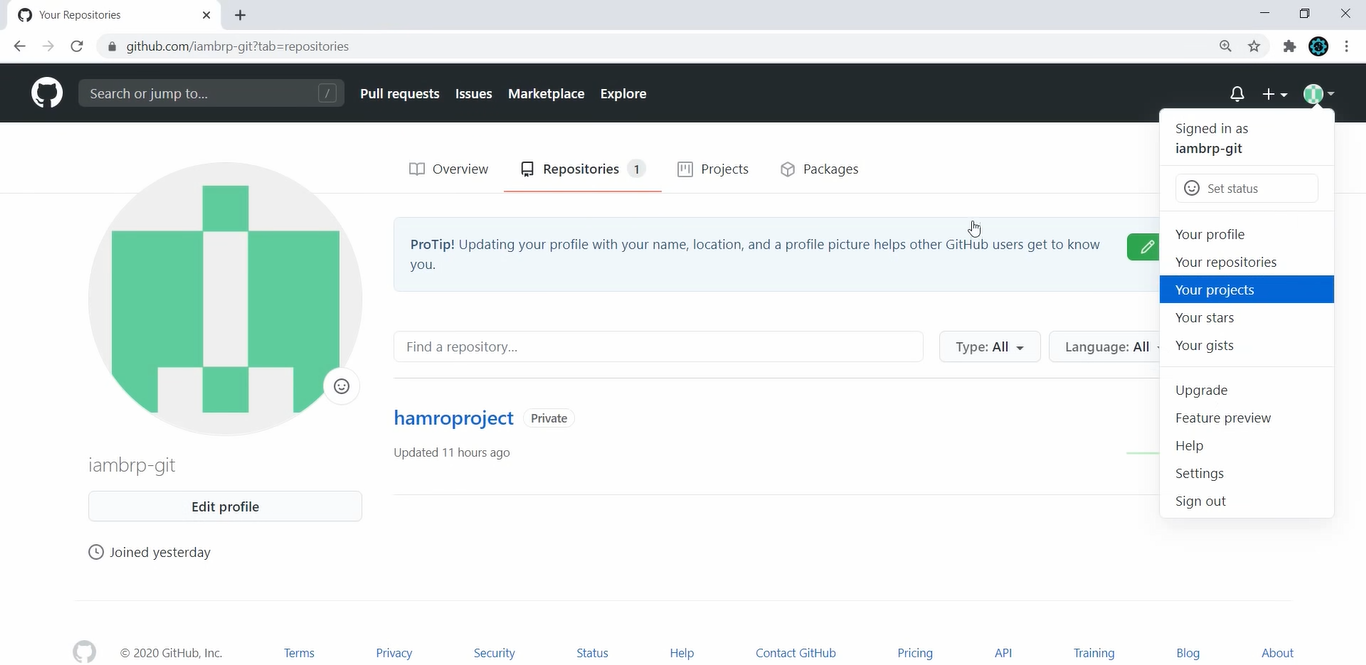 Your Repositories
github.com/iambrp-git?tab=repositories
Search or jump to... /
Pull requests Issues Marketplace Explore
Signed in as
iambrp-git
Set status
Your profile
Your repositories
Your projects
Your stars
Your gists
Upgrade
Feature preview
Help
Settings
Sign out
Overview Repositories 1 Projects Packages
ProTip! Updating your profile with your name, location, and a profile picture helps other GitHub users get to know
you.
Find a repository... Type: All Language: All
hamroproject Private
Updated 11 hours ago
iambrp-git
Edit profile
Joined yesterday
© 2020 GitHub, Inc. Terms Privacy Security Status Help Contact GitHub Pricing API Training Blog About